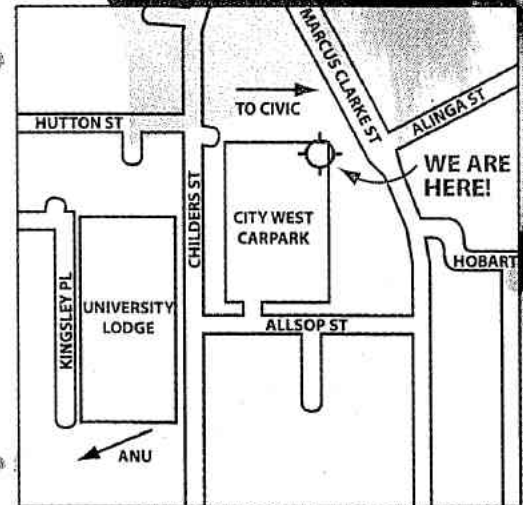 MARCUS CLARKE ST
TO CIVIC
ALINGA ST
HUTTON ST
WE ARE
HERE!
CHILDERS ST
CITY WEST
CARPARK
HOBART
KINGSLEY PL
UNIVERSITY
LODGE
ALLSOP ST
ANU